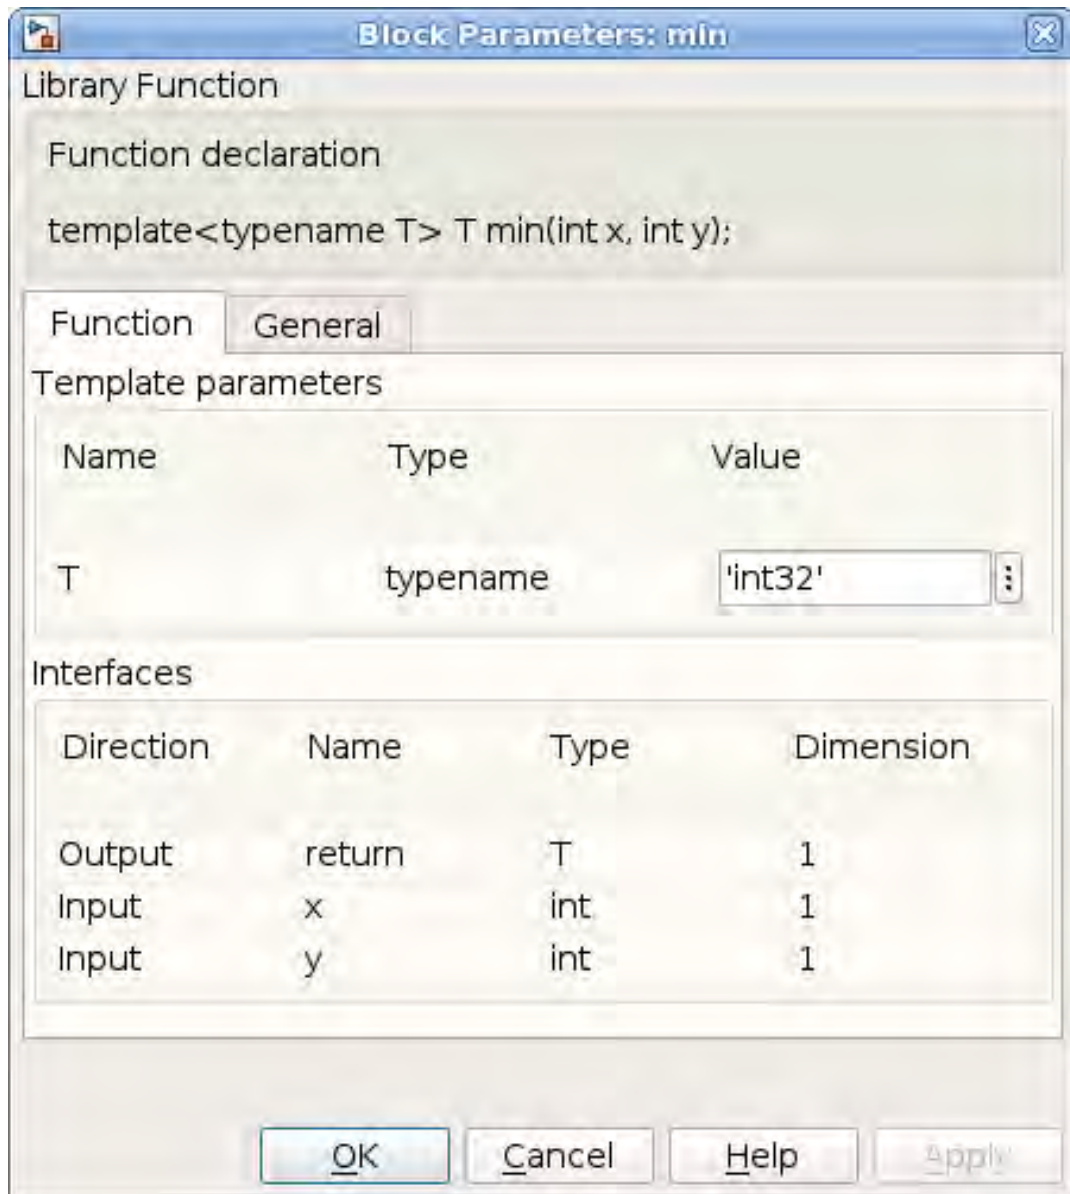 Block Parameters: min
Library Function
Function declaration
template<typename T> T min(int x, int y);
Function General
Template parameters
Name Type Value
T typename 'int32'
Interfaces
Direction Name Type Dimension
Output return T 1
Input x int 1
Input y int 1
OK Cancel Help Apply